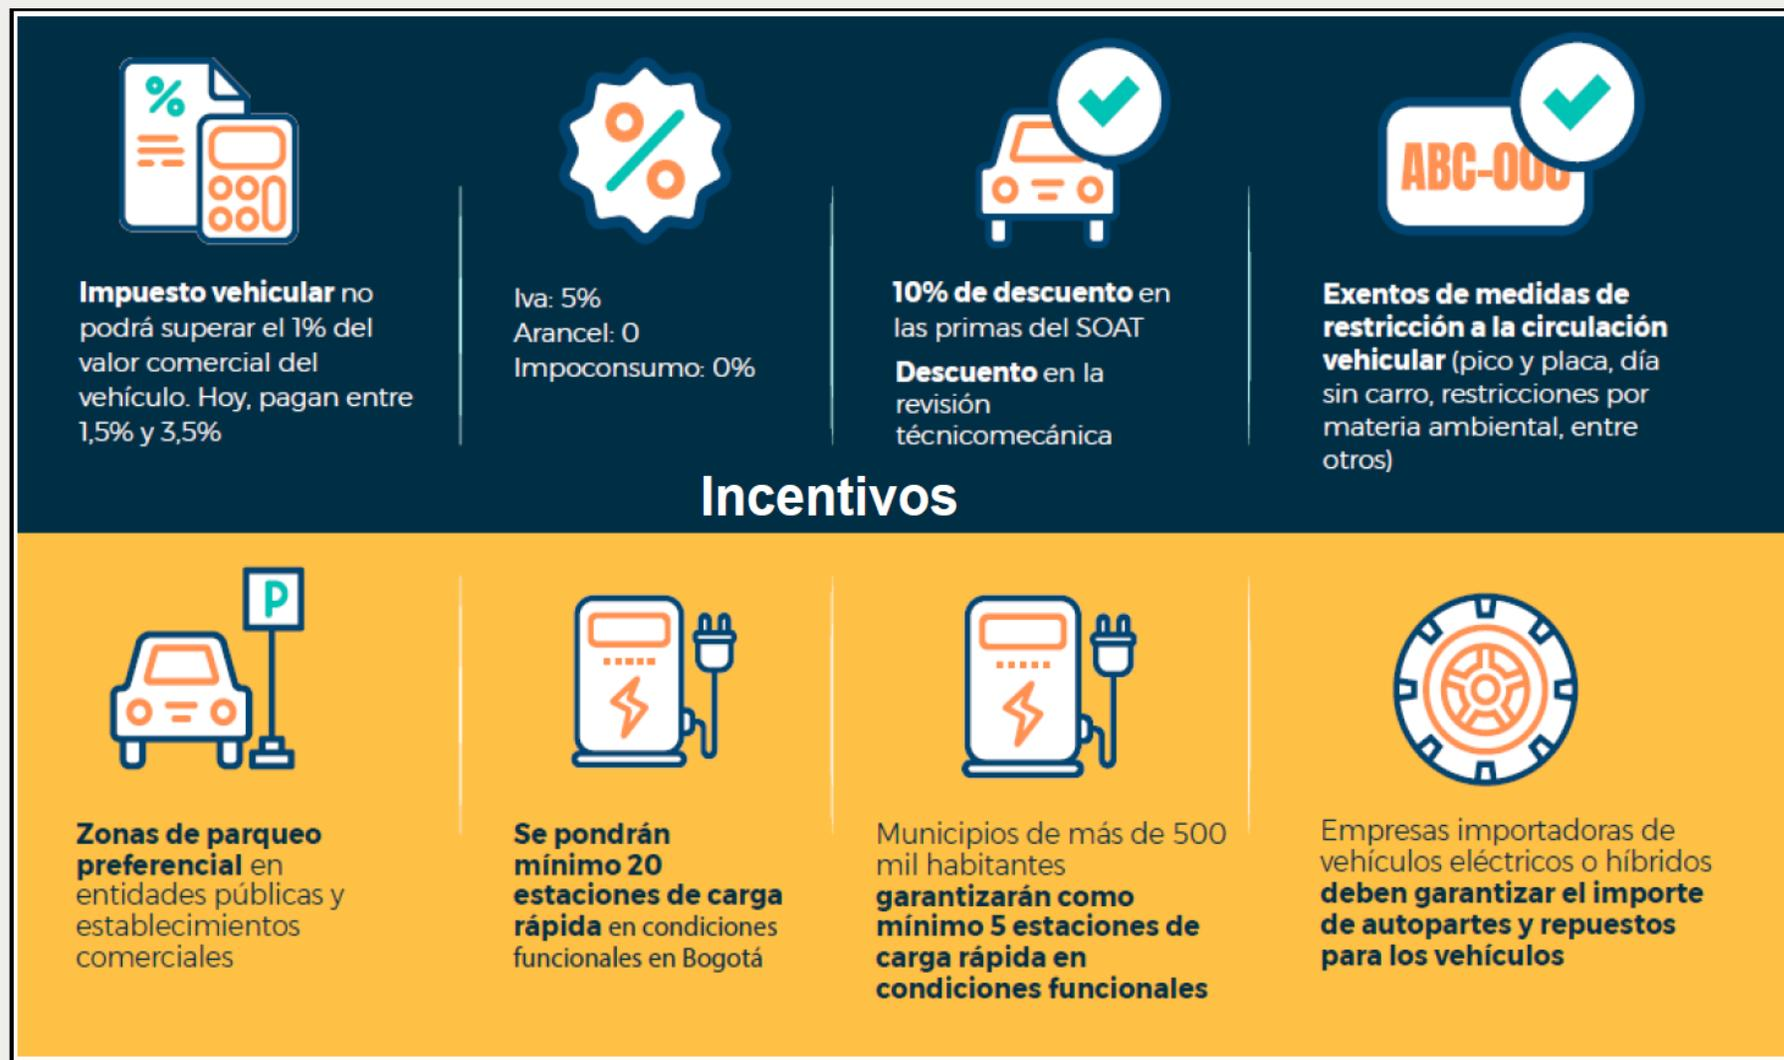 Impuesto vehicular no
podrá superar el 1% del
valor comercial del
vehículo. Hoy, pagan entre
1,5% y 3,5%
Iva: 5%
Arancel: 0
Impoconsumo: 0%
10% de descuento en
las primas del SOAT
Descuento en la
revisión
técnicomecánica
ABC-000
Exentos de medidas de
restricción a la circulación
vehicular (pico y placa, día
sin carro, restricciones por
materia ambiental, entre
otros)
Incentivos
P
Zonas de parqueo
preferencial en
entidades públicas y
establecimientos
comerciales
Se pondrán
mínimo 20
estaciones de carga
rápida en condiciones
funcionales en Bogotá
Municipios de más de 500
mil habitantes
garantizarán como
mínimo 5 estaciones de
carga rápida en
condiciones funcionales
Empresas importadoras de
vehículos eléctricos o híbridos
deben garantizar el importe
de autopartes y repuestos
para los vehículos